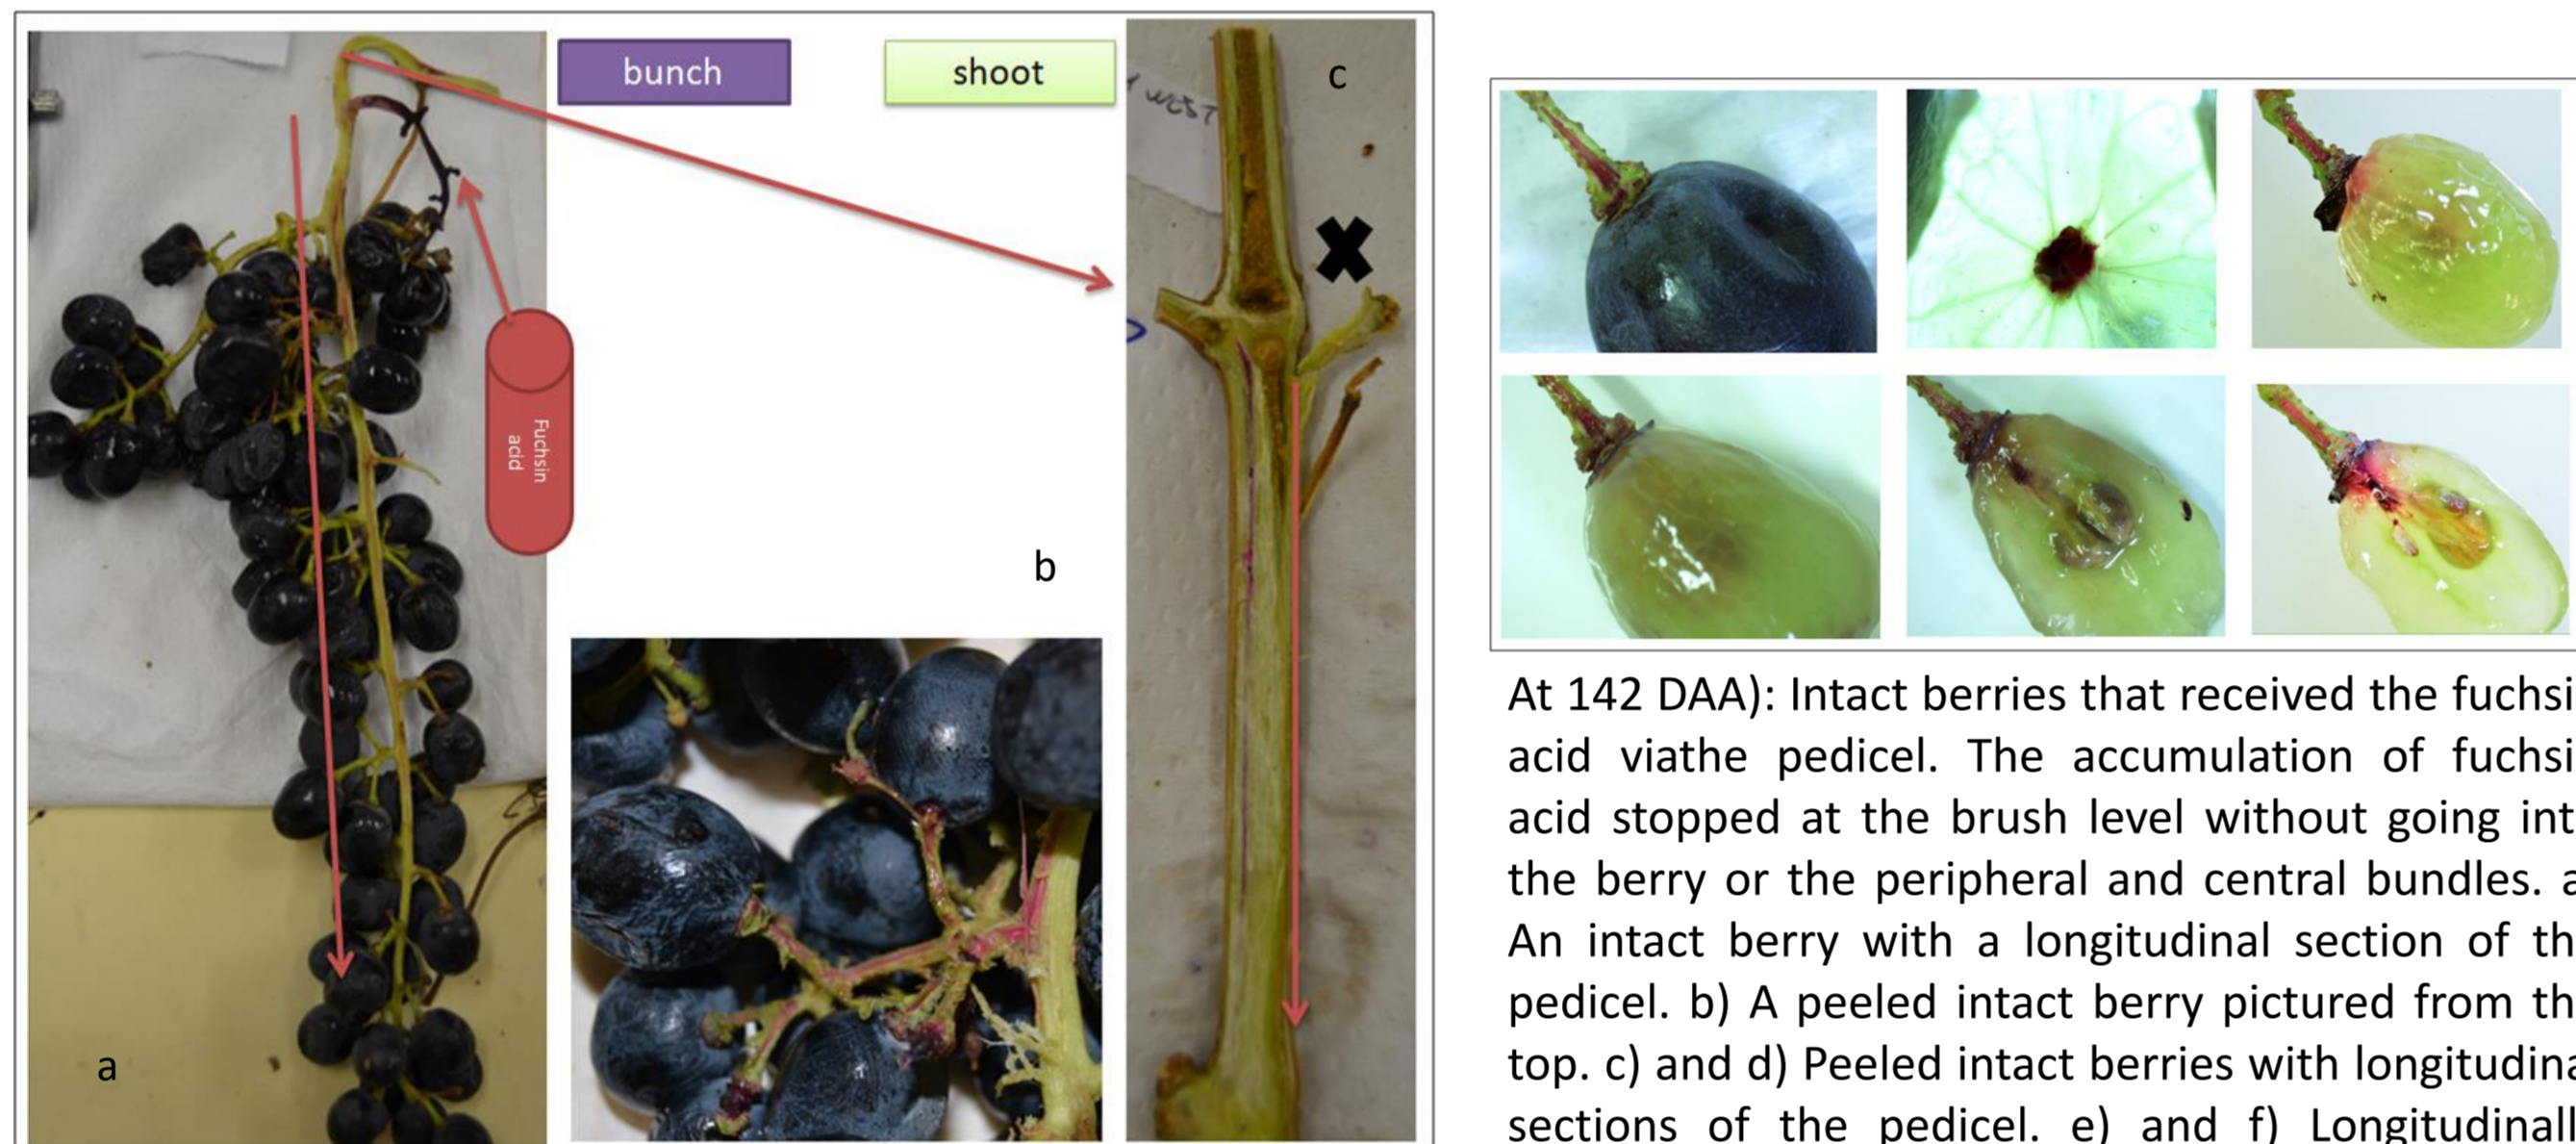 bunch
shoot
c
WEST
Fuchsin
acid
b
a
At 142 DAA): Intact berries that received the fuchsi
acid viathe pedicel. The accumulation of fuchsi
acid stopped at the brush level without going int
the berry or the peripheral and central bundles. a
An intact berry with a longitudinal section of th
pedicel. b) A peeled intact berry pictured from th
top. c) and d) Peeled intact berries with longitudina
sections of the pedicel. e) and f) Longitudinall